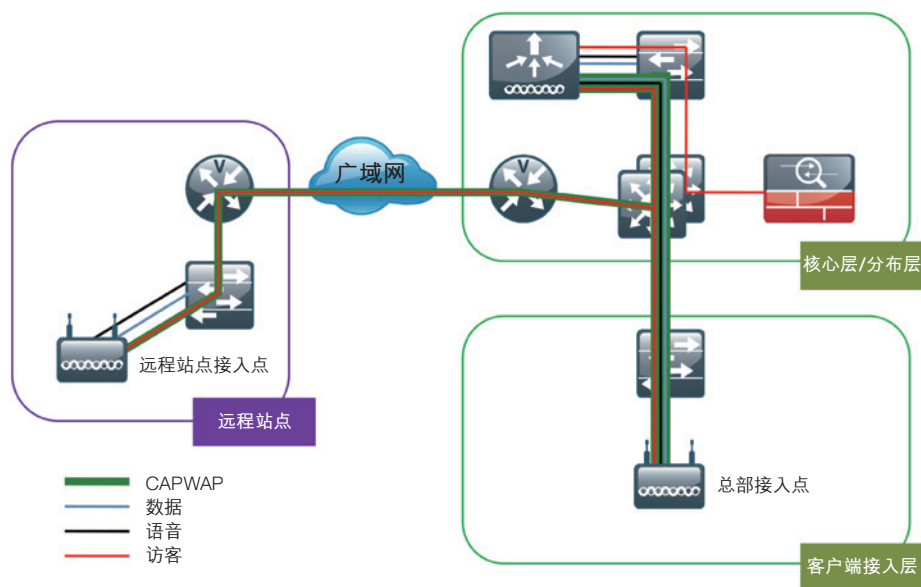 V
广域网
V
核心层/分布层
远程站点接入点
远程站点
总部接入点
客户端接入层
CAPWAP
数据
语音
访客